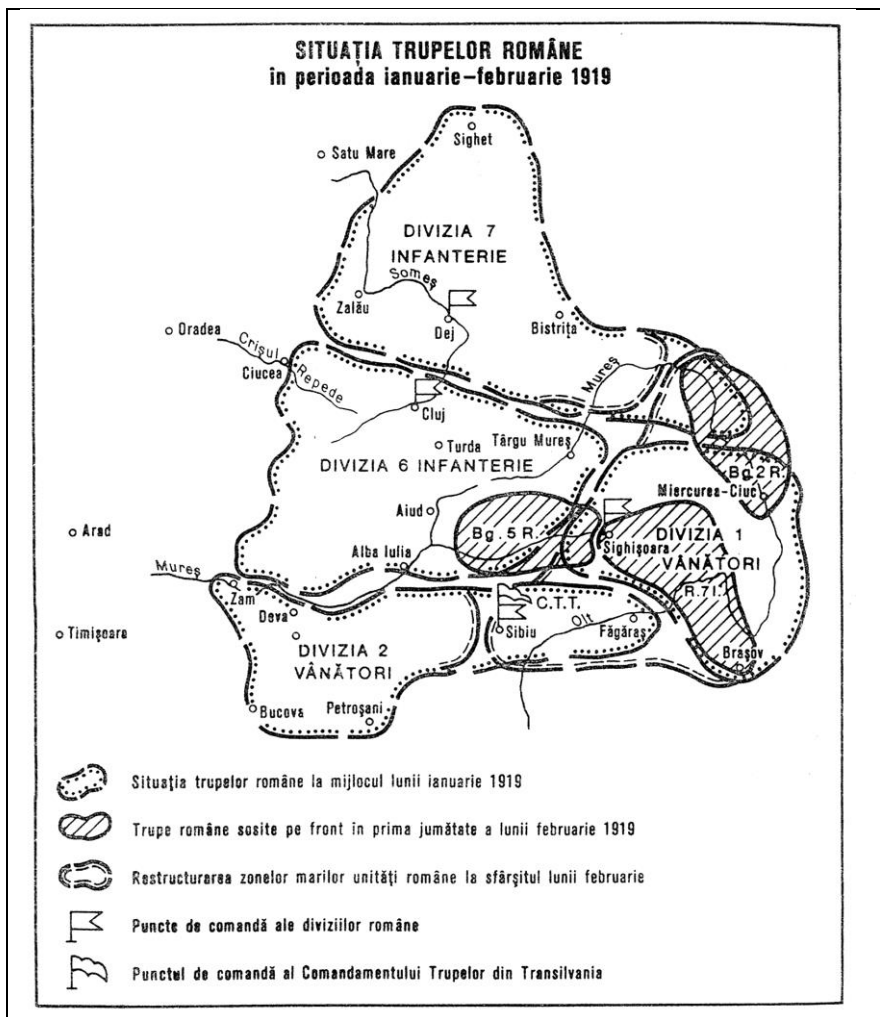 SITUAȚIA TRUPELOR ROMÂNE
în perioada ianuarie–februarie 1919
Sighet
Satu Mare
DIVIZIA 7
INFANTERIE
Someș
Zalău
Dej
Bistrița
Oradea
Crișul
Repede
Ciucea
Mureș
Cluj
Turda
Târgu Mureș
DIVIZIA 6 INFANTERIE
Bg.2 R.
Miercurea-Ciuc
Aiud
Bg. 5 R.
Sighișoara
DIVIZIA 1
VÂNĂTORI
Arad
Alba Iulia
Mureș
Zam
Deva
C.T.T.
R.7I.
Olt
Timișoara
Sibiu
Făgăraș
DIVIZIA 2
VÂNĂTORI
Brașov
Bucova
Petroșani
Situația trupelor române la mijlocul lunii ianuarie 1919
Trupe române sosite pe front în prima jumătate a lunii februarie 1919
Restructurarea zonelor marilor unități române la sfârșitul lunii februarie
Puncte de comandă ale diviziilor române
Punctul de comandă al Comandamentului Trupelor din Transilvania